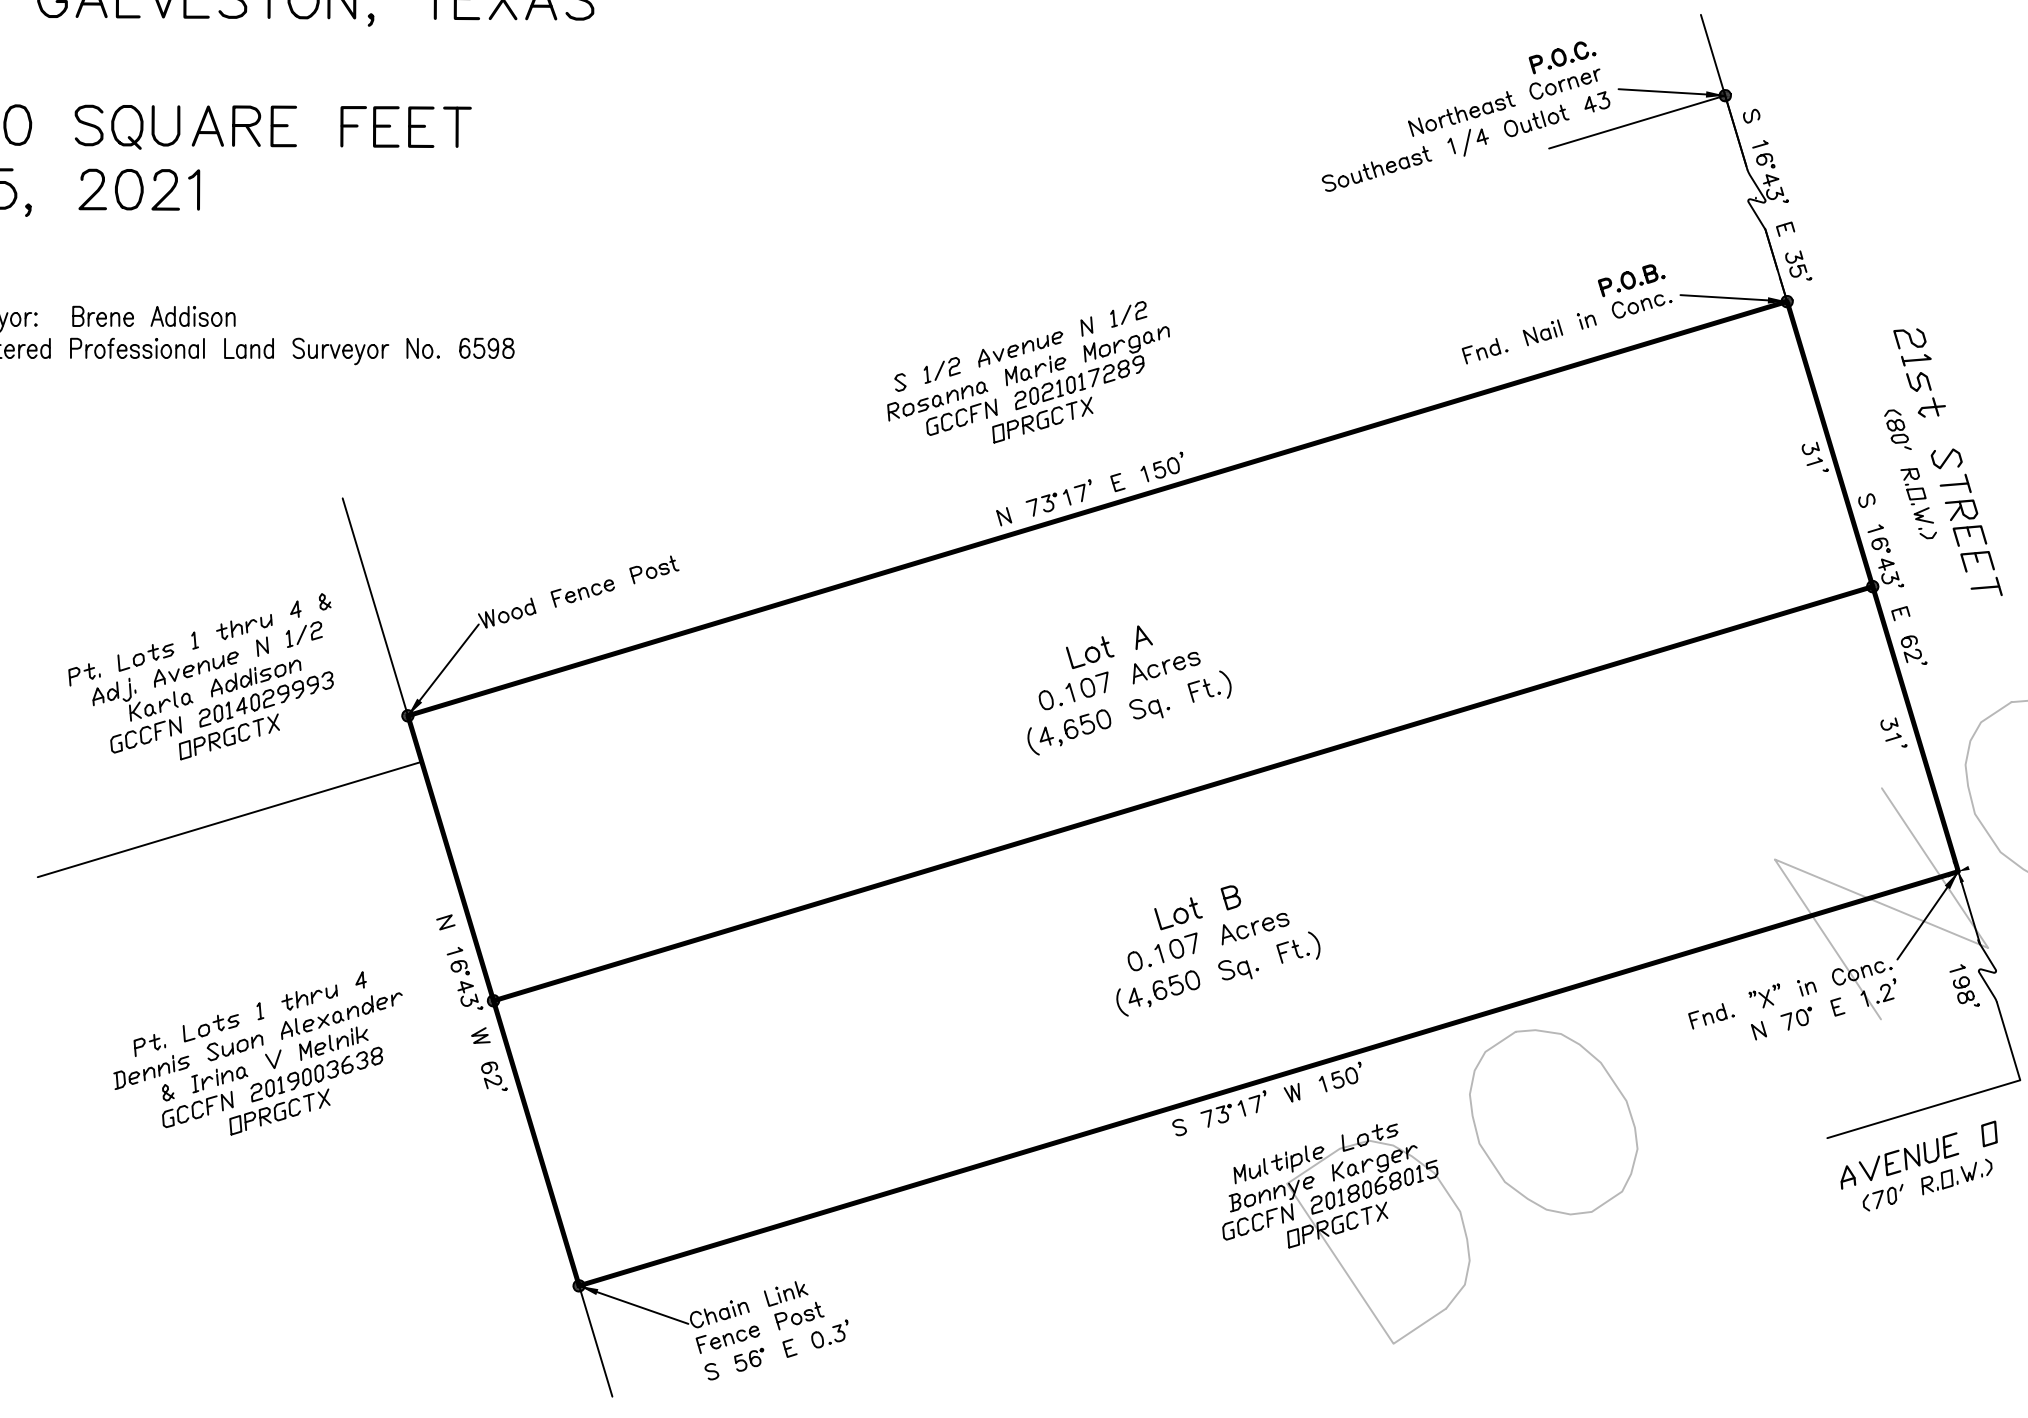 GALVESTON, TEXAS
0 SQUARE FEET
5, 2021
yor: Brene Addison
tered Professional Land Surveyor No. 6598
P.O.C.
Northeast Corner
Southeast 1/4 Outlot 43
S 16°43' E 35'
P.O.B.
Fnd. Nail in Conc.
S 1/2 Avenue N 1/2
Rosanna Marie Morgan
GCCFN 2021017289
OPRGCTX
N 73°17' E 150'
21st STREET
(80' R.O.W.)
31'
S 16°43' E 62'
31'
Wood Fence Post
Pt. Lots 1 thru 4 &
Adj. Avenue N 1/2
Karla Addison
GCCFN 2014029993
OPRGCTX
Lot A
0.107 Acres
(4,650 Sq. Ft.)
Lot B
0.107 Acres
(4,650 Sq. Ft.)
N 16°43' W 62'
Pt. Lots 1 thru 4
Dennis Suon Alexander
& Irina V Melnik
GCCFN 2019003638
OPRGCTX
Fnd. "X" in Conc.
N 70° E 1.2'
198'
S 73°17' W 150'
Multiple Lots
Bonnye Karger
GCCFN 2018068015
OPRGCTX
AVENUE O
(70' R.O.W.)
Chain Link
Fence Post
S 56° E 0.3'